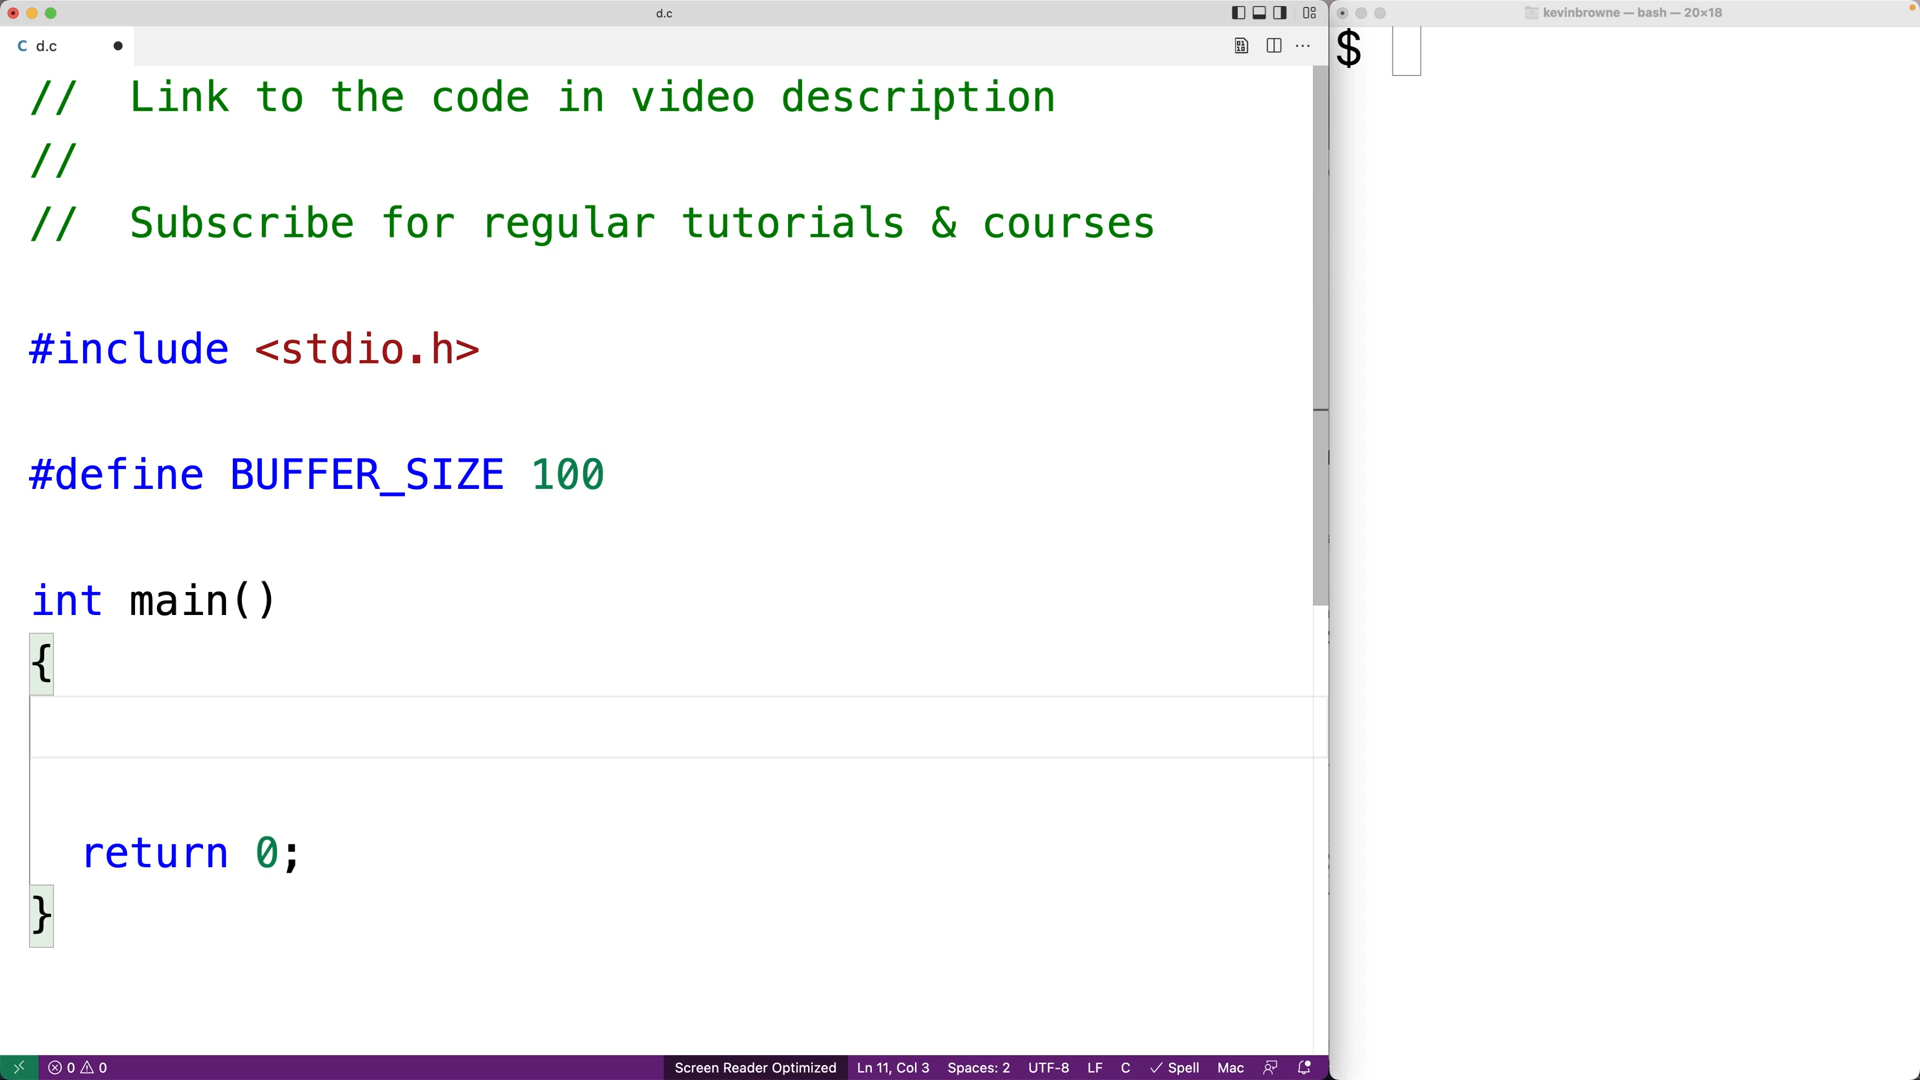 d.c
C d.c
// Link to the code in video description
//
// Subscribe for regular tutorials & courses
#include <stdio.h>
#define BUFFER_SIZE 100
int main()
{
return 0;
}
0 0
Screen Reader Optimized Ln 11, Col 3 Spaces: 2 UTF-8 LF C Spell Mac
kevinbrowne — bash — 20×18
$